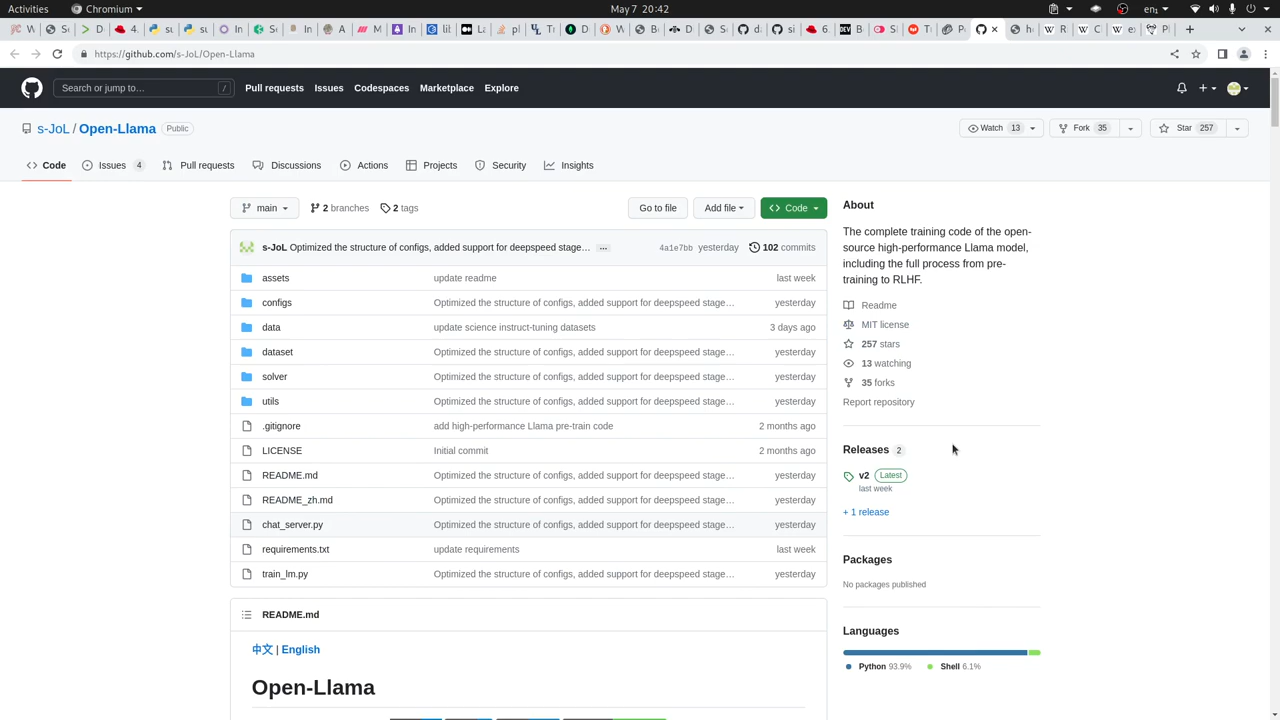 Activities
Chromium
May 7 20:42
en
https://github.com/s-JoL/Open-Llama
Search or jump to…
/
Pull requests
Issues
Codespaces
Marketplace
Explore
s-JoL / Open-Llama
Public
Watch 13
Fork 35
Star 257
Code
Issues 4
Pull requests
Discussions
Actions
Projects
Security
Insights
main
2 branches
2 tags
Go to file
Add file
Code
s-JoL Optimized the structure of configs, added support for deepspeed stage… ...
4a1e7bb yesterday
102 commits
assets update readme last week
configs Optimized the structure of configs, added support for deepspeed stage… yesterday
data update science instruct-tuning datasets 3 days ago
dataset Optimized the structure of configs, added support for deepspeed stage… yesterday
solver Optimized the structure of configs, added support for deepspeed stage… yesterday
utils Optimized the structure of configs, added support for deepspeed stage… yesterday
.gitignore add high-performance Llama pre-train code 2 months ago
LICENSE Initial commit 2 months ago
README.md Optimized the structure of configs, added support for deepspeed stage… yesterday
README_zh.md Optimized the structure of configs, added support for deepspeed stage… yesterday
chat_server.py Optimized the structure of configs, added support for deepspeed stage… yesterday
requirements.txt update requirements last week
train_lm.py Optimized the structure of configs, added support for deepspeed stage… yesterday
README.md
中文 | English
Open-Llama
About
The complete training code of the open-
source high-performance Llama model,
including the full process from pre-
training to RLHF.
Readme
MIT license
257 stars
13 watching
35 forks
Report repository
Releases 2
v2 Latest
last week
+ 1 release
Packages
No packages published
Languages
Python 93.9%
Shell 6.1%